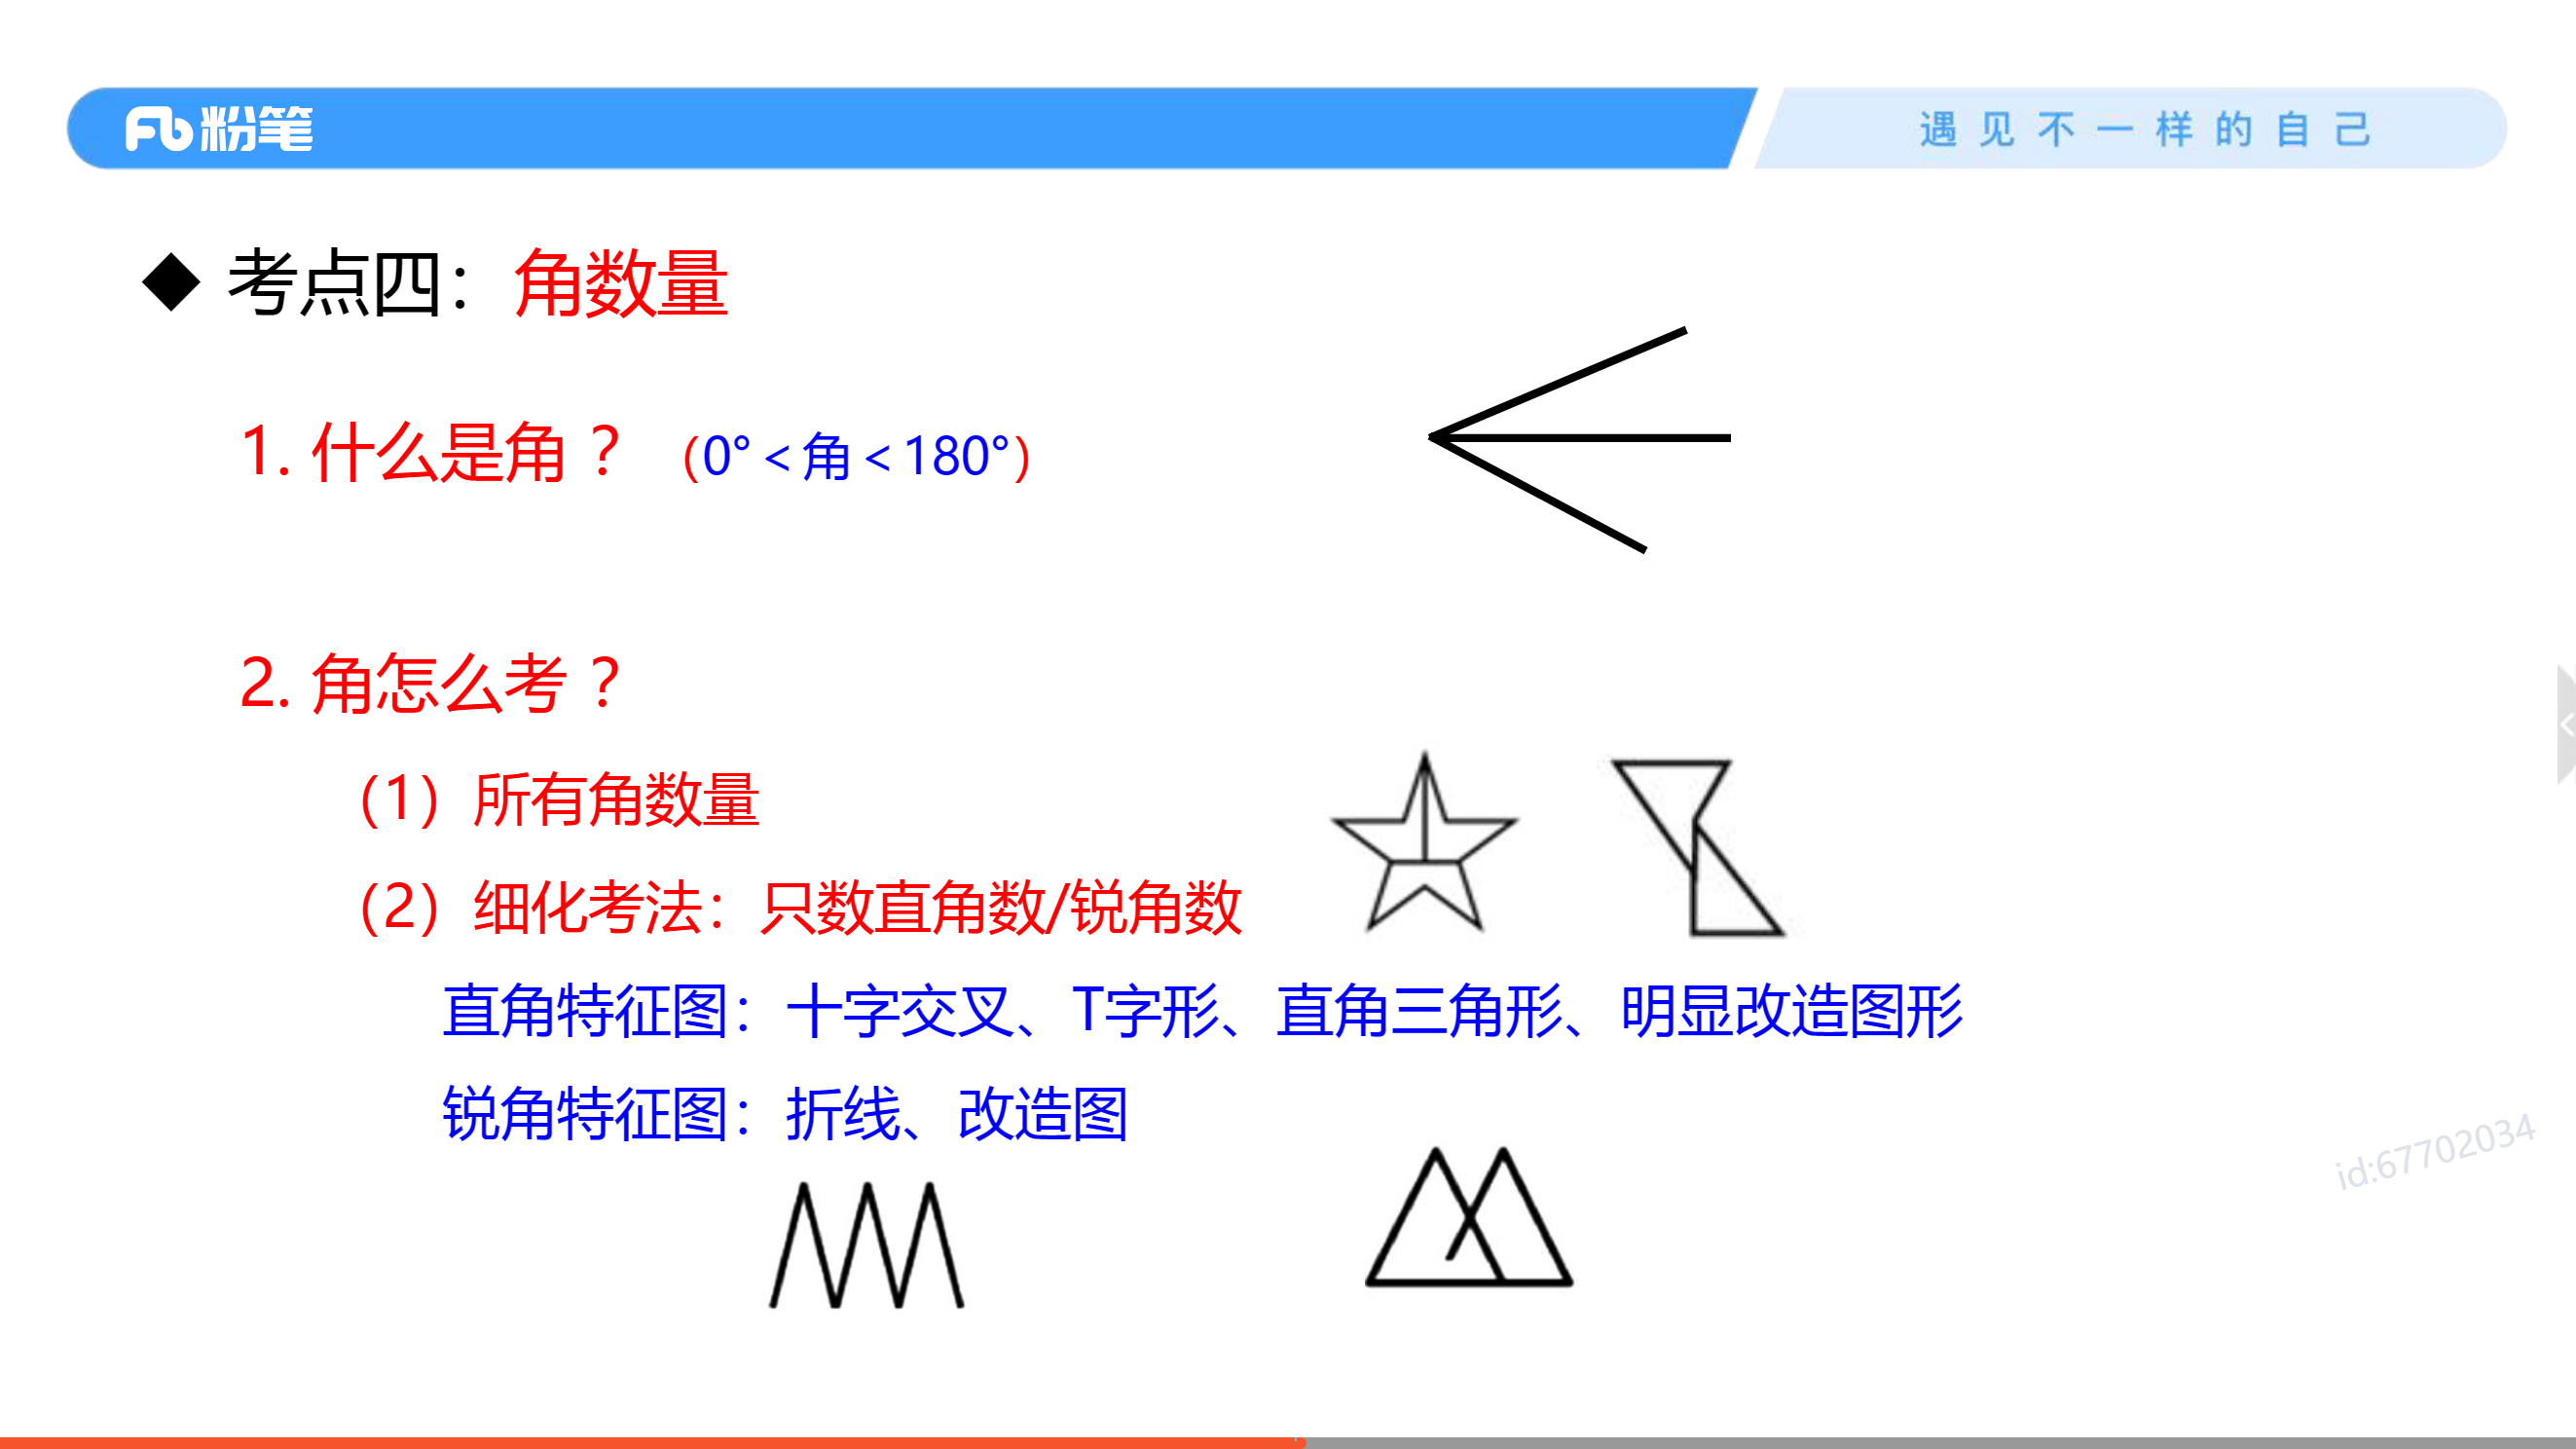 粉笔
遇见不一样的自己
◆ 考点四：角数量
1. 什么是角？（0°＜角＜180°）
2. 角怎么考？
（1）所有角数量
（2）细化考法：只数直角数/锐角数
直角特征图：十字交叉、T字形、直角三角形、明显改造图形
锐角特征图：折线、改造图
id:67702034